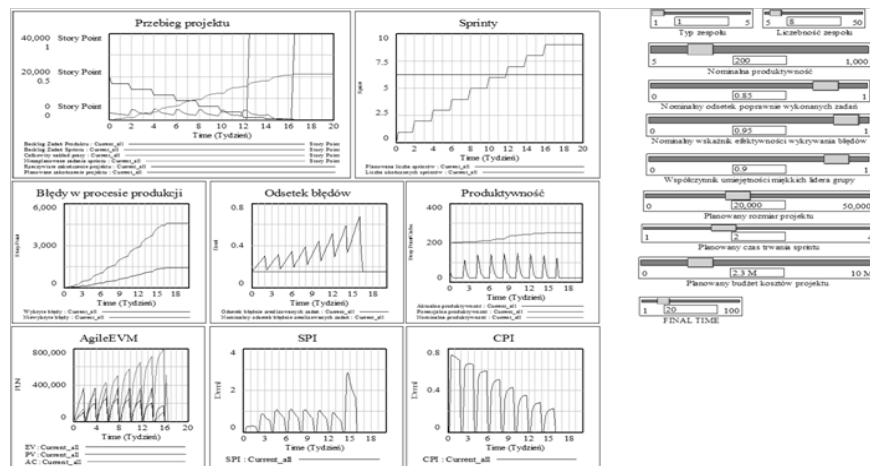 Przebieg projektu
40,000 Story Point
1
20,000 Story Point
0.5
0 Story Point
0
0 2 4 6 8 10 12 14 16 18 20
Time (Tydzień)
Backlog Zadań Produktu : Current_all Story Point
Backlog Zadań Sprintu : Current_all Story Point
Całkowity nakład pracy : Current_all Story Point
zadania sprintu : Current_all Story Point
Rzeczywiste zakończenie projektu : Current_all
Planowane zakończenie projektu : Current_all
Sprinty
10
7.5
5
2.5
0
Sprint
0 2 4 6 8 10 12 14 16 18 20
Time (Tydzień)
Planowana liczba sprintów : Current_all
Liczba ukończonych sprintów : Current_all
Błędy w procesie produkcji
6,000
3,000
0
Story Point
0 3 6 9 12 15 18
Time (Tydzień)
Wykryte błędy : Current_all
Niewykryte błędy : Current_all
Odsetek błędów
0.8
0.4
0
Dmnl
0 3 6 9 12 15 18
Time (Tydzień)
Odsetek błędnie zrealizowanych zadań : Current_all
Nominalny odsetek błędnie zrealizowanych zadań : Current_all
Produktywność
400
200
0
0 3 6 9 12 15 18
Time (Tydzień)
Aktualna produktywność : Current_all
Potencjalna produktywność : Current_all
Nominalna produktywność : Current_all
AgileEVM
800,000
400,000
0
PLN
0 4 8 12 16 20
Time (Tydzień)
EV : Current_all
PV : Current_all
AC : Current_all
SPI
4
2
0
Dmnl
0 3 6 9 12 15 18
Time (Tydzień)
SPI : Current_all
CPI
0.8
0.4
0
Dmnl
0 3 6 9 12 15 18
Time (Tydzień)
CPI : Current_all
1 1 5
Typ zespołu
5 8 50
Liczebność zespołu
5 200 1,000
Nominalna produktywność
0 0.85 1
Nominalny odsetek poprawnie wykonanych zadań
0 0.95 1
Nominalny wskaźnik efektywności wykrywania błędów
0 0.9 1
Współczynnik umiejętności miękkich lidera grupy
0 20,000 50,000
Planowany rozmiar projektu
1 2 4
Planowany czas trwania sprintu
0 2.3 M 10 M
Planowany budżet kosztów projektu
1 20 100
FINAL TIME